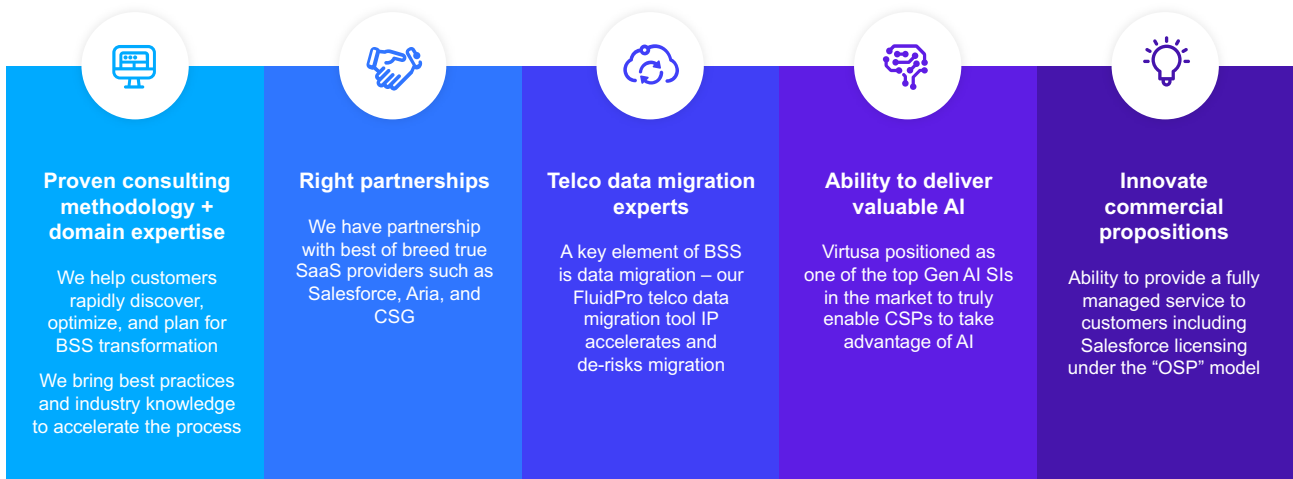 Proven consulting
methodology +
domain expertise
We help customers
rapidly discover,
optimize, and plan for
BSS transformation
We bring best practices
and industry knowledge
to accelerate the process
Right partnerships
We have partnership
with best of breed true
SaaS providers such as
Salesforce, Aria, and
CSG
Telco data migration
experts
A key element of BSS
is data migration – our
FluidPro telco data
migration tool IP
accelerates and
de-risks migration
Ability to deliver
valuable AI
Virtusa positioned as
one of the top Gen AI SIs
in the market to truly
enable CSPs to take
advantage of AI
Innovate
commercial
propositions
Ability to provide a fully
managed service to
customers including
Salesforce licensing
under the “OSP” model